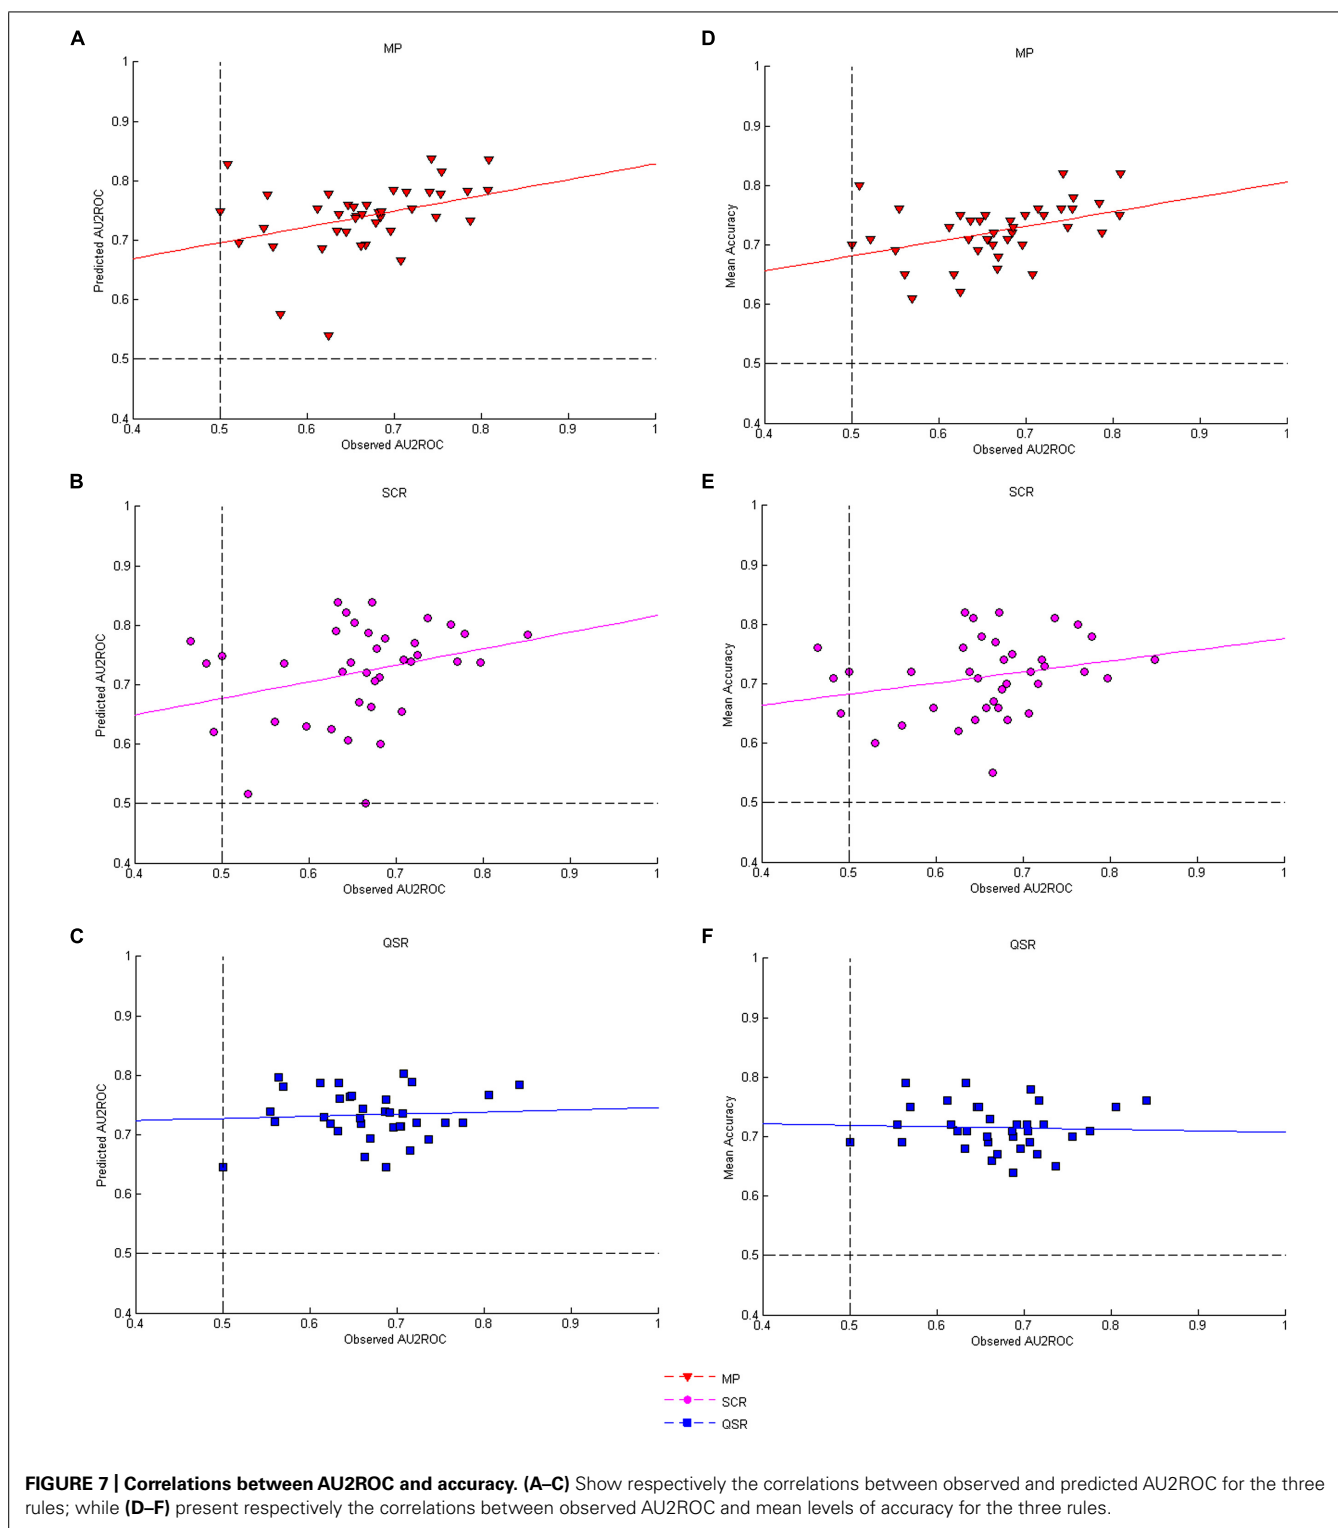 A
MP
1
0.9
0.8
0.7
0.6
0.5
0.4
Predicted AU2ROC
0.4 0.5 0.6 0.7 0.8 0.9 1
Observed AU2ROC
D
MP
1
0.9
0.8
0.7
0.6
0.5
0.4
Mean Accuracy
0.4 0.5 0.6 0.7 0.8 0.9 1
Observed AU2ROC
B
SCR
1
0.9
0.8
0.7
0.6
0.5
0.4
Predicted AU2ROC
0.4 0.5 0.6 0.7 0.8 0.9 1
Observed AU2ROC
E
SCR
1
0.9
0.8
0.7
0.6
0.5
0.4
Mean Accuracy
0.4 0.5 0.6 0.7 0.8 0.9 1
Observed AU2ROC
C
QSR
1
0.9
0.8
0.7
0.6
0.5
0.4
Predicted AU2ROC
0.4 0.5 0.6 0.7 0.8 0.9 1
Observed AU2ROC
F
QSR
1
0.9
0.8
0.7
0.6
0.5
0.4
Mean Accuracy
0.4 0.5 0.6 0.7 0.8 0.9 1
Observed AU2ROC
MP
SCR
QSR
FIGURE 7 | Correlations between AU2ROC and accuracy. (A–C) Show respectively the correlations between observed and predicted AU2ROC for the three
rules; while (D–F) present respectively the correlations between observed AU2ROC and mean levels of accuracy for the three rules.